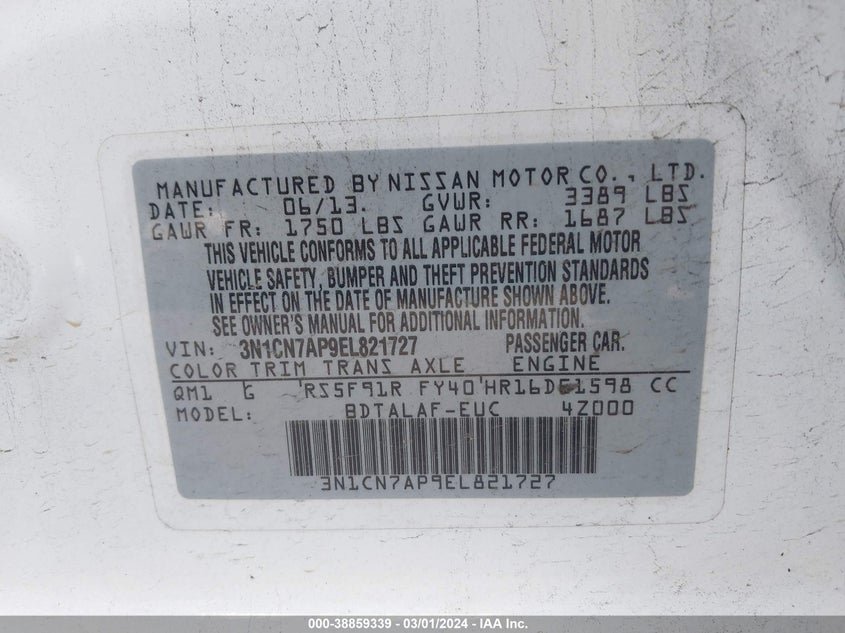 MANUFACTURED BY NISSAN MOTOR CO., LTD.
DATE: 06/13. GVWR: 3389 LBS
GAWR FR: 1750 LBS GAWR RR: 1687 LBS
THIS VEHICLE CONFORMS TO ALL APPLICABLE FEDERAL MOTOR
VEHICLE SAFETY, BUMPER AND THEFT PREVENTION STANDARDS
IN EFFECT ON THE DATE OF MANUFACTURE SHOWN ABOVE.
SEE OWNER'S MANUAL FOR ADDITIONAL INFORMATION.
VIN: 3N1CN7AP9EL821727 PASSENGER CAR.
COLOR TRIM TRANS AXLE ENGINE
QM1 G 'RS5F91R FY40'HR16DE1598 CC
MODEL: BDTALAF-EUC 4Z000
3N1CN7AP9EL821727
000-38859339 - 03/01/2024 - IAA Inc.